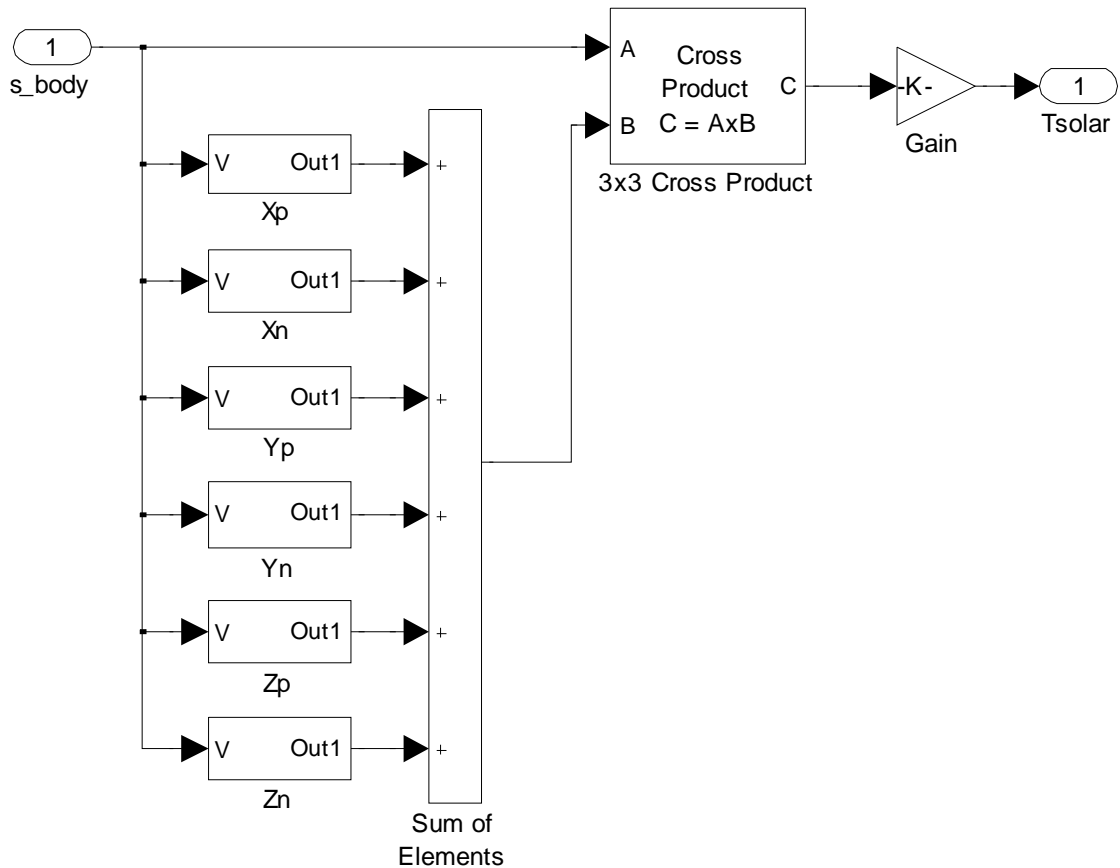 1
s_body
A
Cross
Product
C = AxB
C
B
3x3 Cross Product
-K-
Gain
1
Tsolar
V
Out1
+
Xp
V
Out1
+
Xn
V
Out1
+
Yp
V
Out1
+
Yn
V
Out1
+
Zp
V
Out1
+
Zn
Sum of
Elements